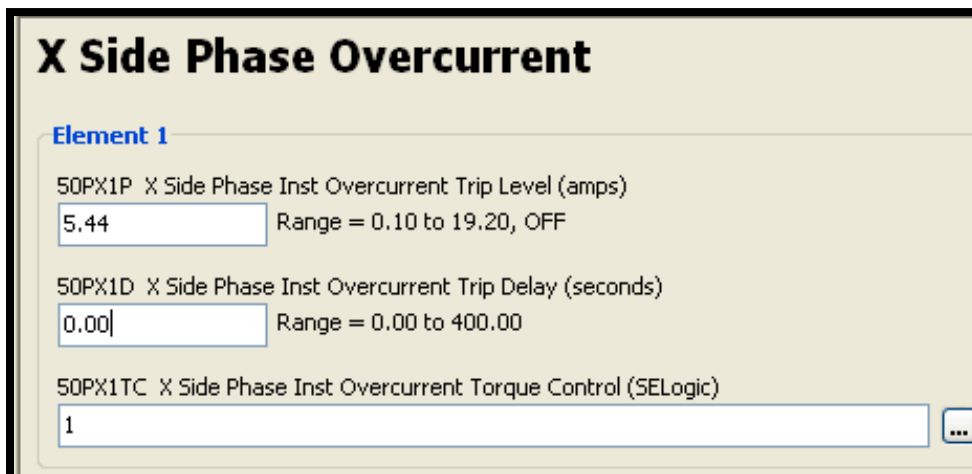 X Side Phase Overcurrent
Element 1
50PX1P X Side Phase Inst Overcurrent Trip Level (amps)
5.44 Range = 0.10 to 19.20, OFF
50PX1D X Side Phase Inst Overcurrent Trip Delay (seconds)
0.00 Range = 0.00 to 400.00
50PX1TC X Side Phase Inst Overcurrent Torque Control (SELogic)
1 ...